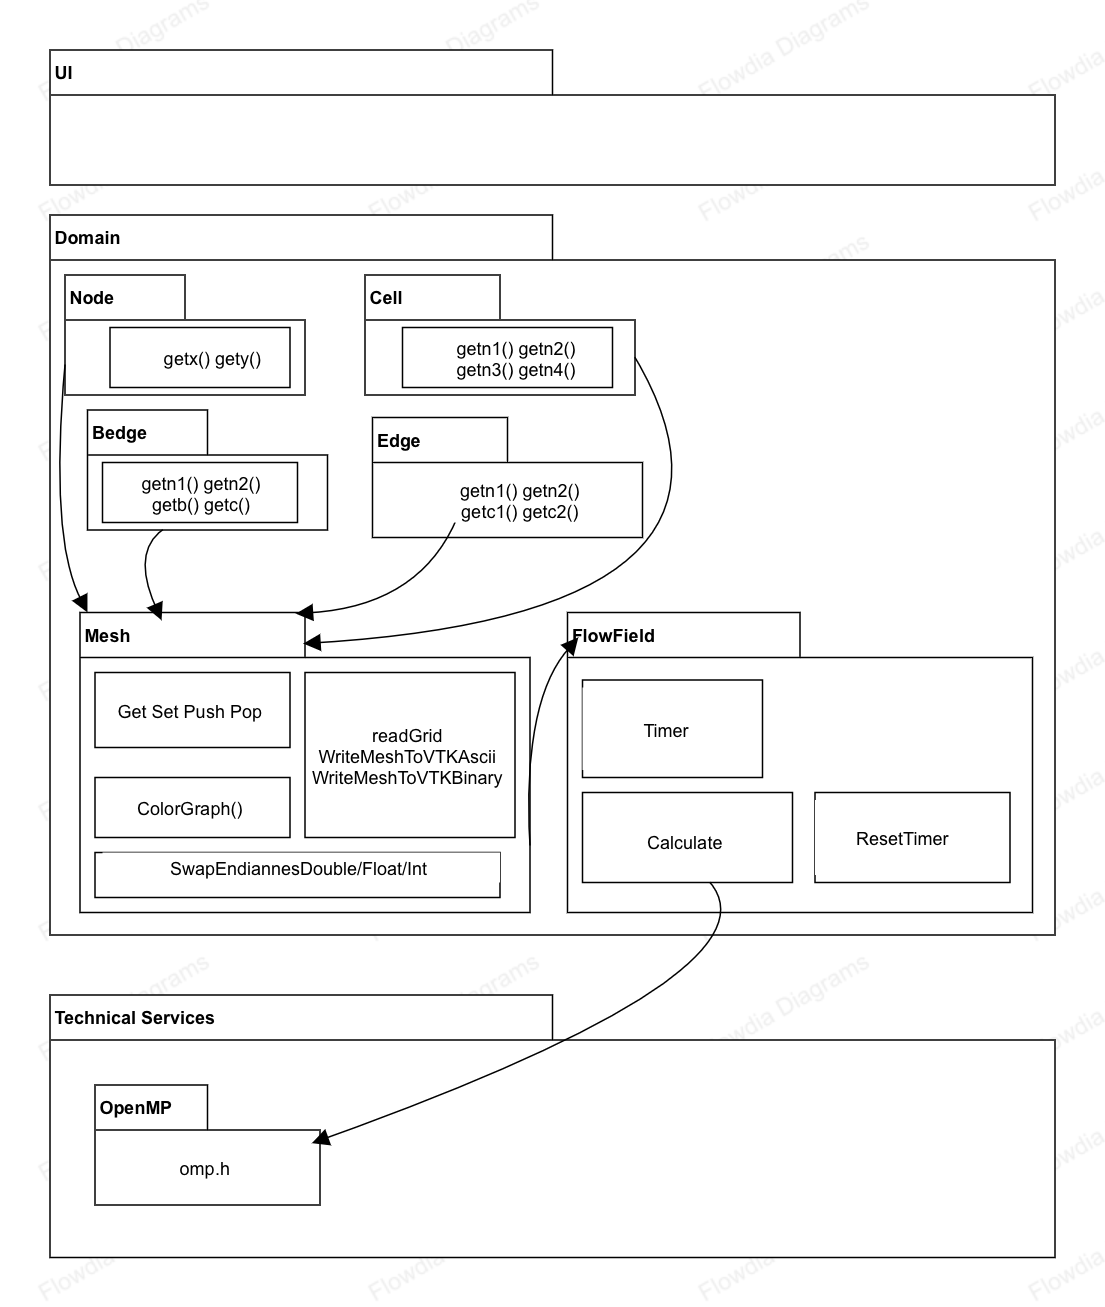 UI
Domain
Node
getx() gety()
Cell
getn1() getn2()
getn3() getn4()
Bedge
getn1() getn2()
getb() getc()
Edge
getn1() getn2()
getc1() getc2()
Mesh
Get Set Push Pop
readGrid
WriteMeshToVTKAscii
WriteMeshToVTKBinary
ColorGraph()
SwapEndiannesDouble/Float/Int
FlowField
Timer
Calculate
ResetTimer
Technical Services
OpenMP
omp.h
Flowdia Diagrams